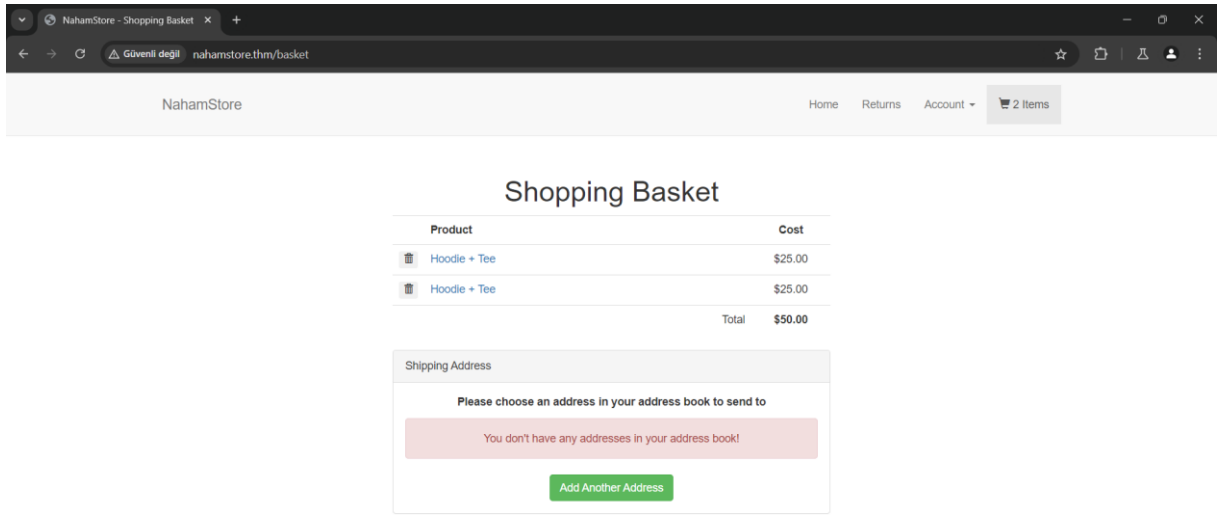 NahamStore - Shopping Basket
Güvenli değil nahamstore.thm/basket
NahamStore Home Returns Account 2 Items
Shopping Basket
Product Cost
Hoodie + Tee $25.00
Hoodie + Tee $25.00
Total $50.00
Shipping Address
Please choose an address in your address book to send to
You don't have any addresses in your address book!
Add Another Address